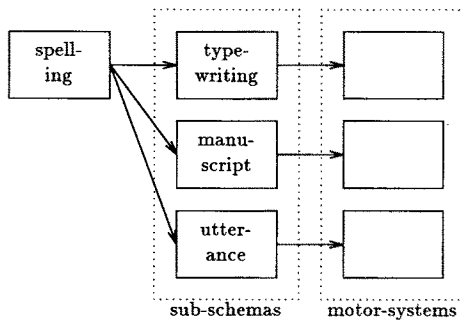 spell-
ing
type-
writing
manu-
script
utter-
ance
sub-schemas
motor-systems